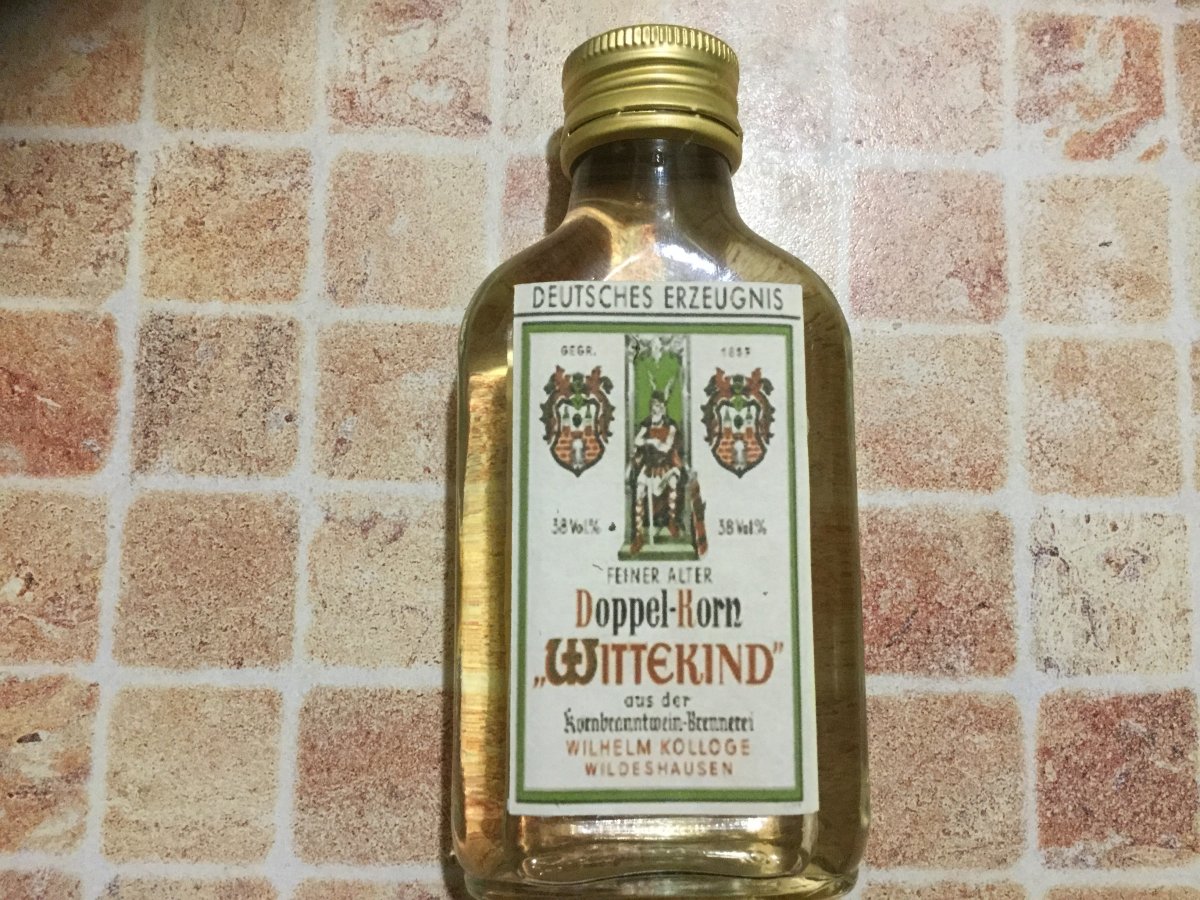 DEUTSCHES ERZEUGNIS
GEGR. 1857
38 Vol.% 38 Vol.%
FEINER ALTER
Doppel-Korn
„WITTEKIND”
aus der
Kornbranntwein-Brennerei
WILHELM KOLLOGE
WILDESHAUSEN